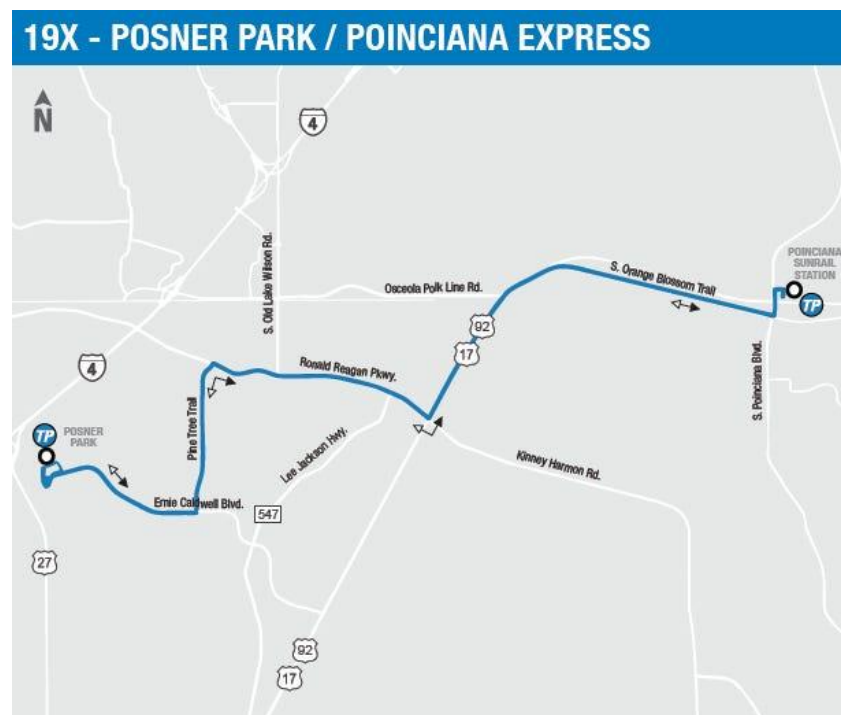 19X - POSNER PARK / POINCIANA EXPRESS
N
4
S. Old Lake Wilson Rd.
POINCIANA
SUNRAIL
STATION
S. Orange Blossom Trail
Osceola Polk Line Rd.
TP
92
17
Ronald Reagan Pkwy.
4
S. Poinciana Blvd.
Pine Tree Trail
TP
POSNER
PARK
Lee Jackson Hwy.
Kinney Harmon Rd.
Ernie Caldwell Blvd.
547
27
92
17